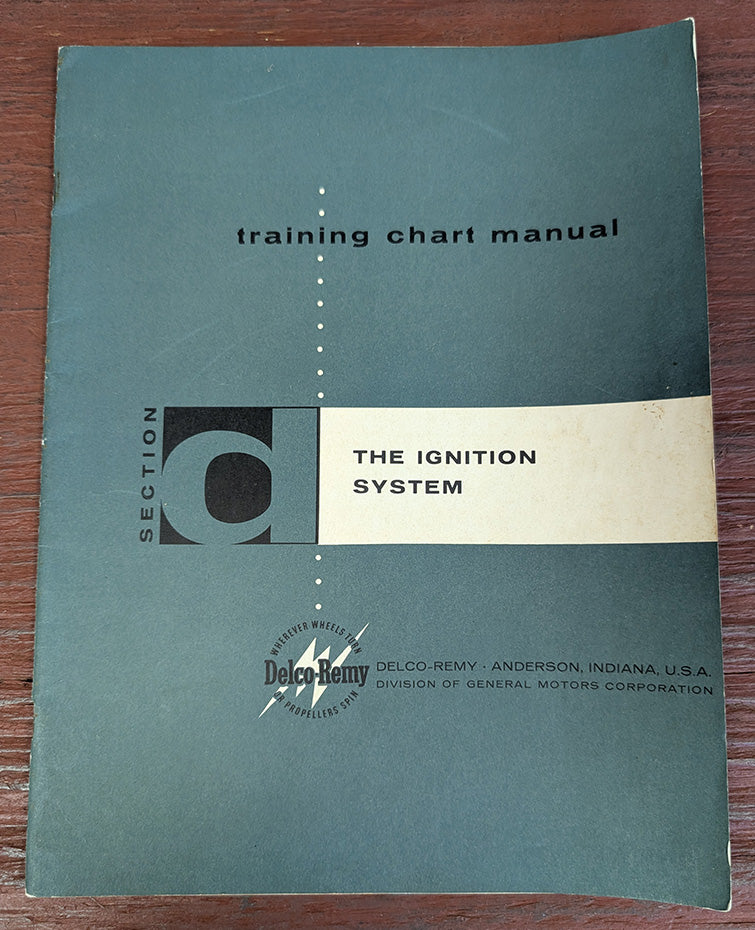 training chart manual
SECTION
d
THE IGNITION
SYSTEM
WHEREVER WHEELS TURN
Delco-Remy
OR PROPELLERS SPIN
DELCO-REMY · ANDERSON, INDIANA, U.S.A.
DIVISION OF GENERAL MOTORS CORPORATION